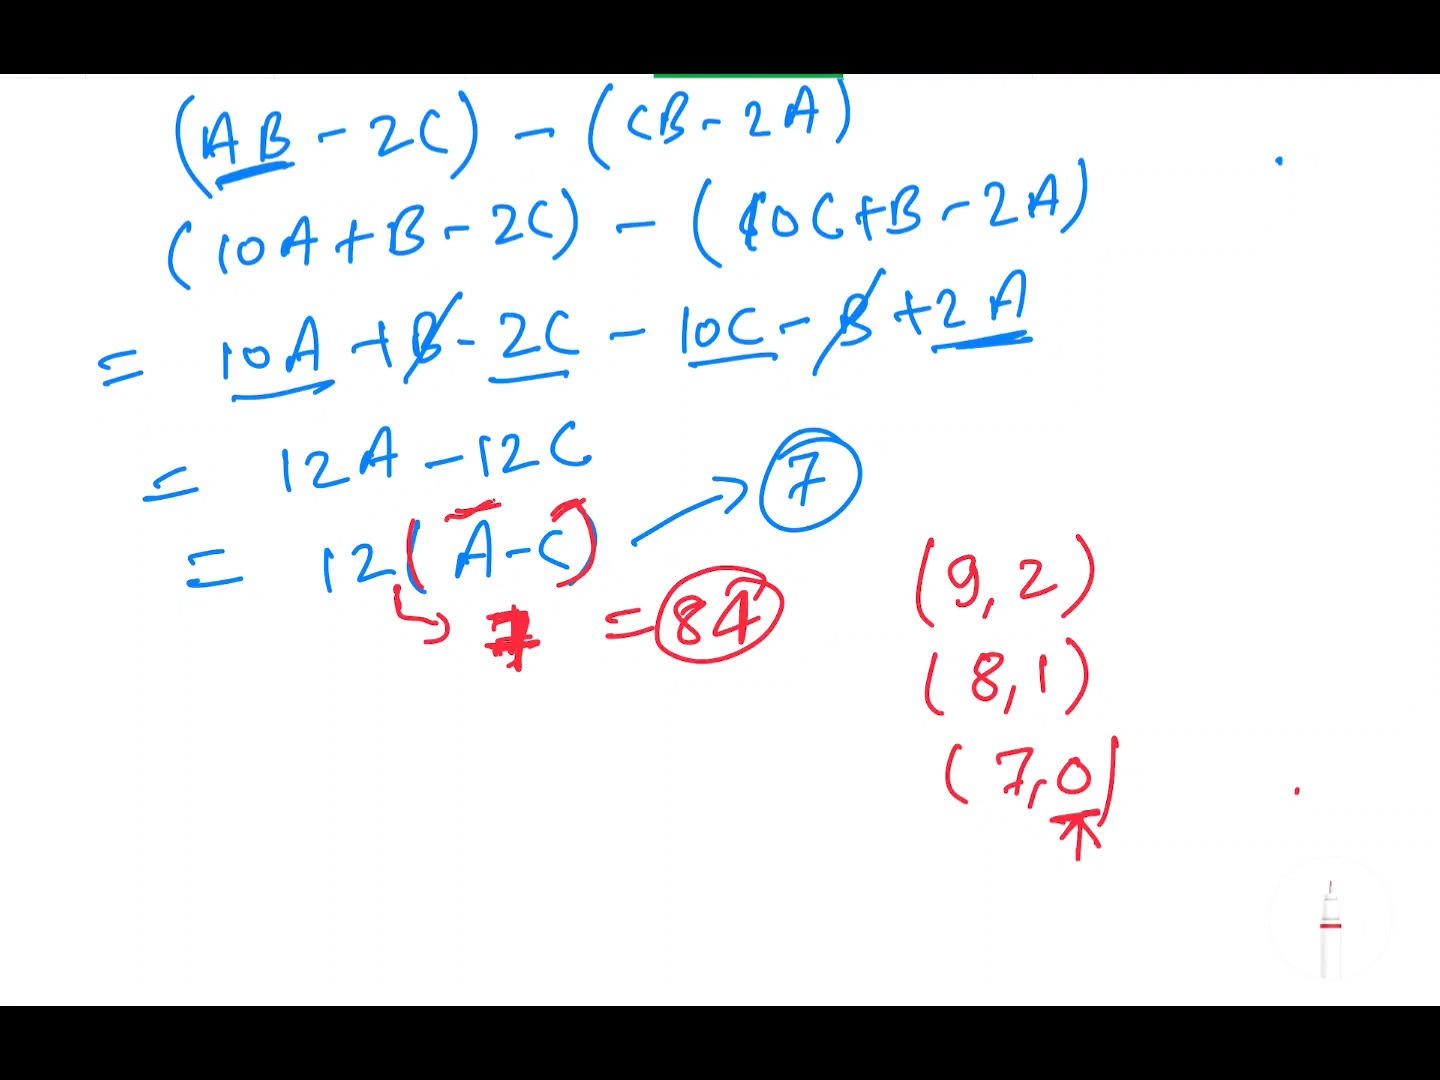 (AB - 2C) - (CB - 2A)
(10A + B - 2C) - (10C + B - 2A)
= 10A + B - 2C - 10C - B + 2A
= 12A - 12C
= 12(A - C) → 7
↳ 7 = 84
(9, 2)
(8, 1)
(7, 0)